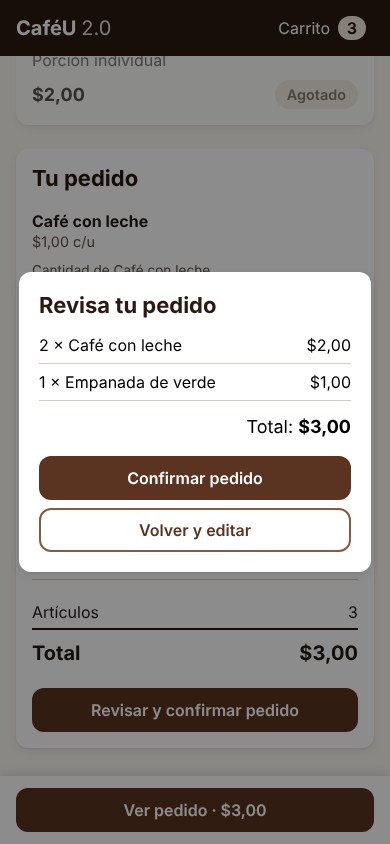 CaféU 2.0
Carrito 3
Porción individual
$2,00 Agotado
Tu pedido
Café con leche
$1,00 c/u
Cantidad de Café con leche
Revisa tu pedido
2 × Café con leche $2,00
1 × Empanada de verde $1,00
Total: $3,00
Confirmar pedido
Volver y editar
Artículos 3
Total $3,00
Revisar y confirmar pedido
Ver pedido · $3,00